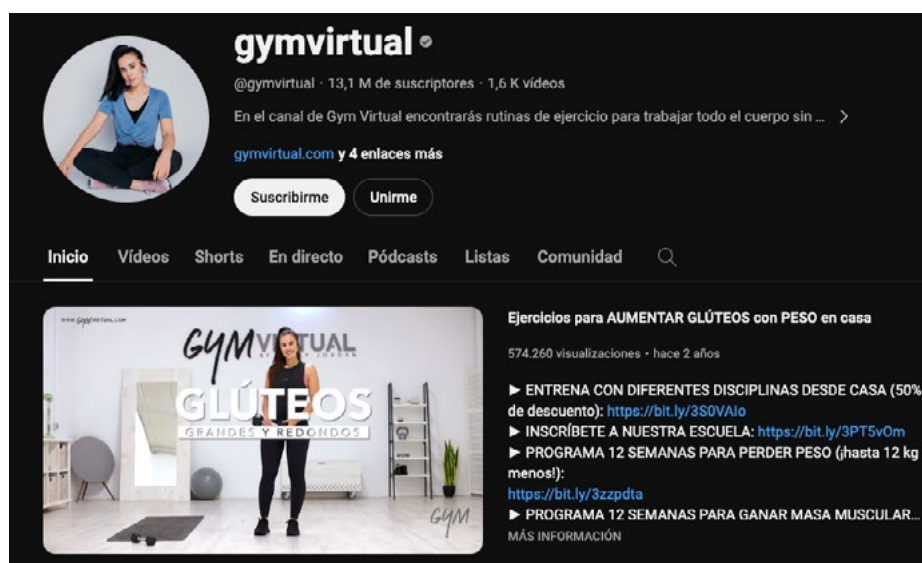 gymvirtual
@gymvirtual · 13,1 M de suscriptores · 1,6 K vídeos
En el canal de Gym Virtual encontrarás rutinas de ejercicio para trabajar todo el cuerpo sin ...
gymvirtual.com y 4 enlaces más
Suscribirme Unirme
Inicio Vídeos Shorts En directo Pódcasts Listas Comunidad
WWW.GYMVIRTUAL.COM
GYMVIRTUAL
JORDAN
GLÚTEOS
GRANDES Y REDONDOS
GYM
Ejercicios para AUMENTAR GLÚTEOS con PESO en casa
574.260 visualizaciones • hace 2 años
► ENTRENA CON DIFERENTES DISCIPLINAS DESDE CASA (50%
de descuento): https://bit.ly/3S0VAlo
► INSCRÍBETE A NUESTRA ESCUELA: https://bit.ly/3PT5vOm
► PROGRAMA 12 SEMANAS PARA PERDER PESO (¡hasta 12 kg
menos!):
https://bit.ly/3zzpdta
► PROGRAMA 12 SEMANAS PARA GANAR MASA MUSCULAR...
MÁS INFORMACIÓN